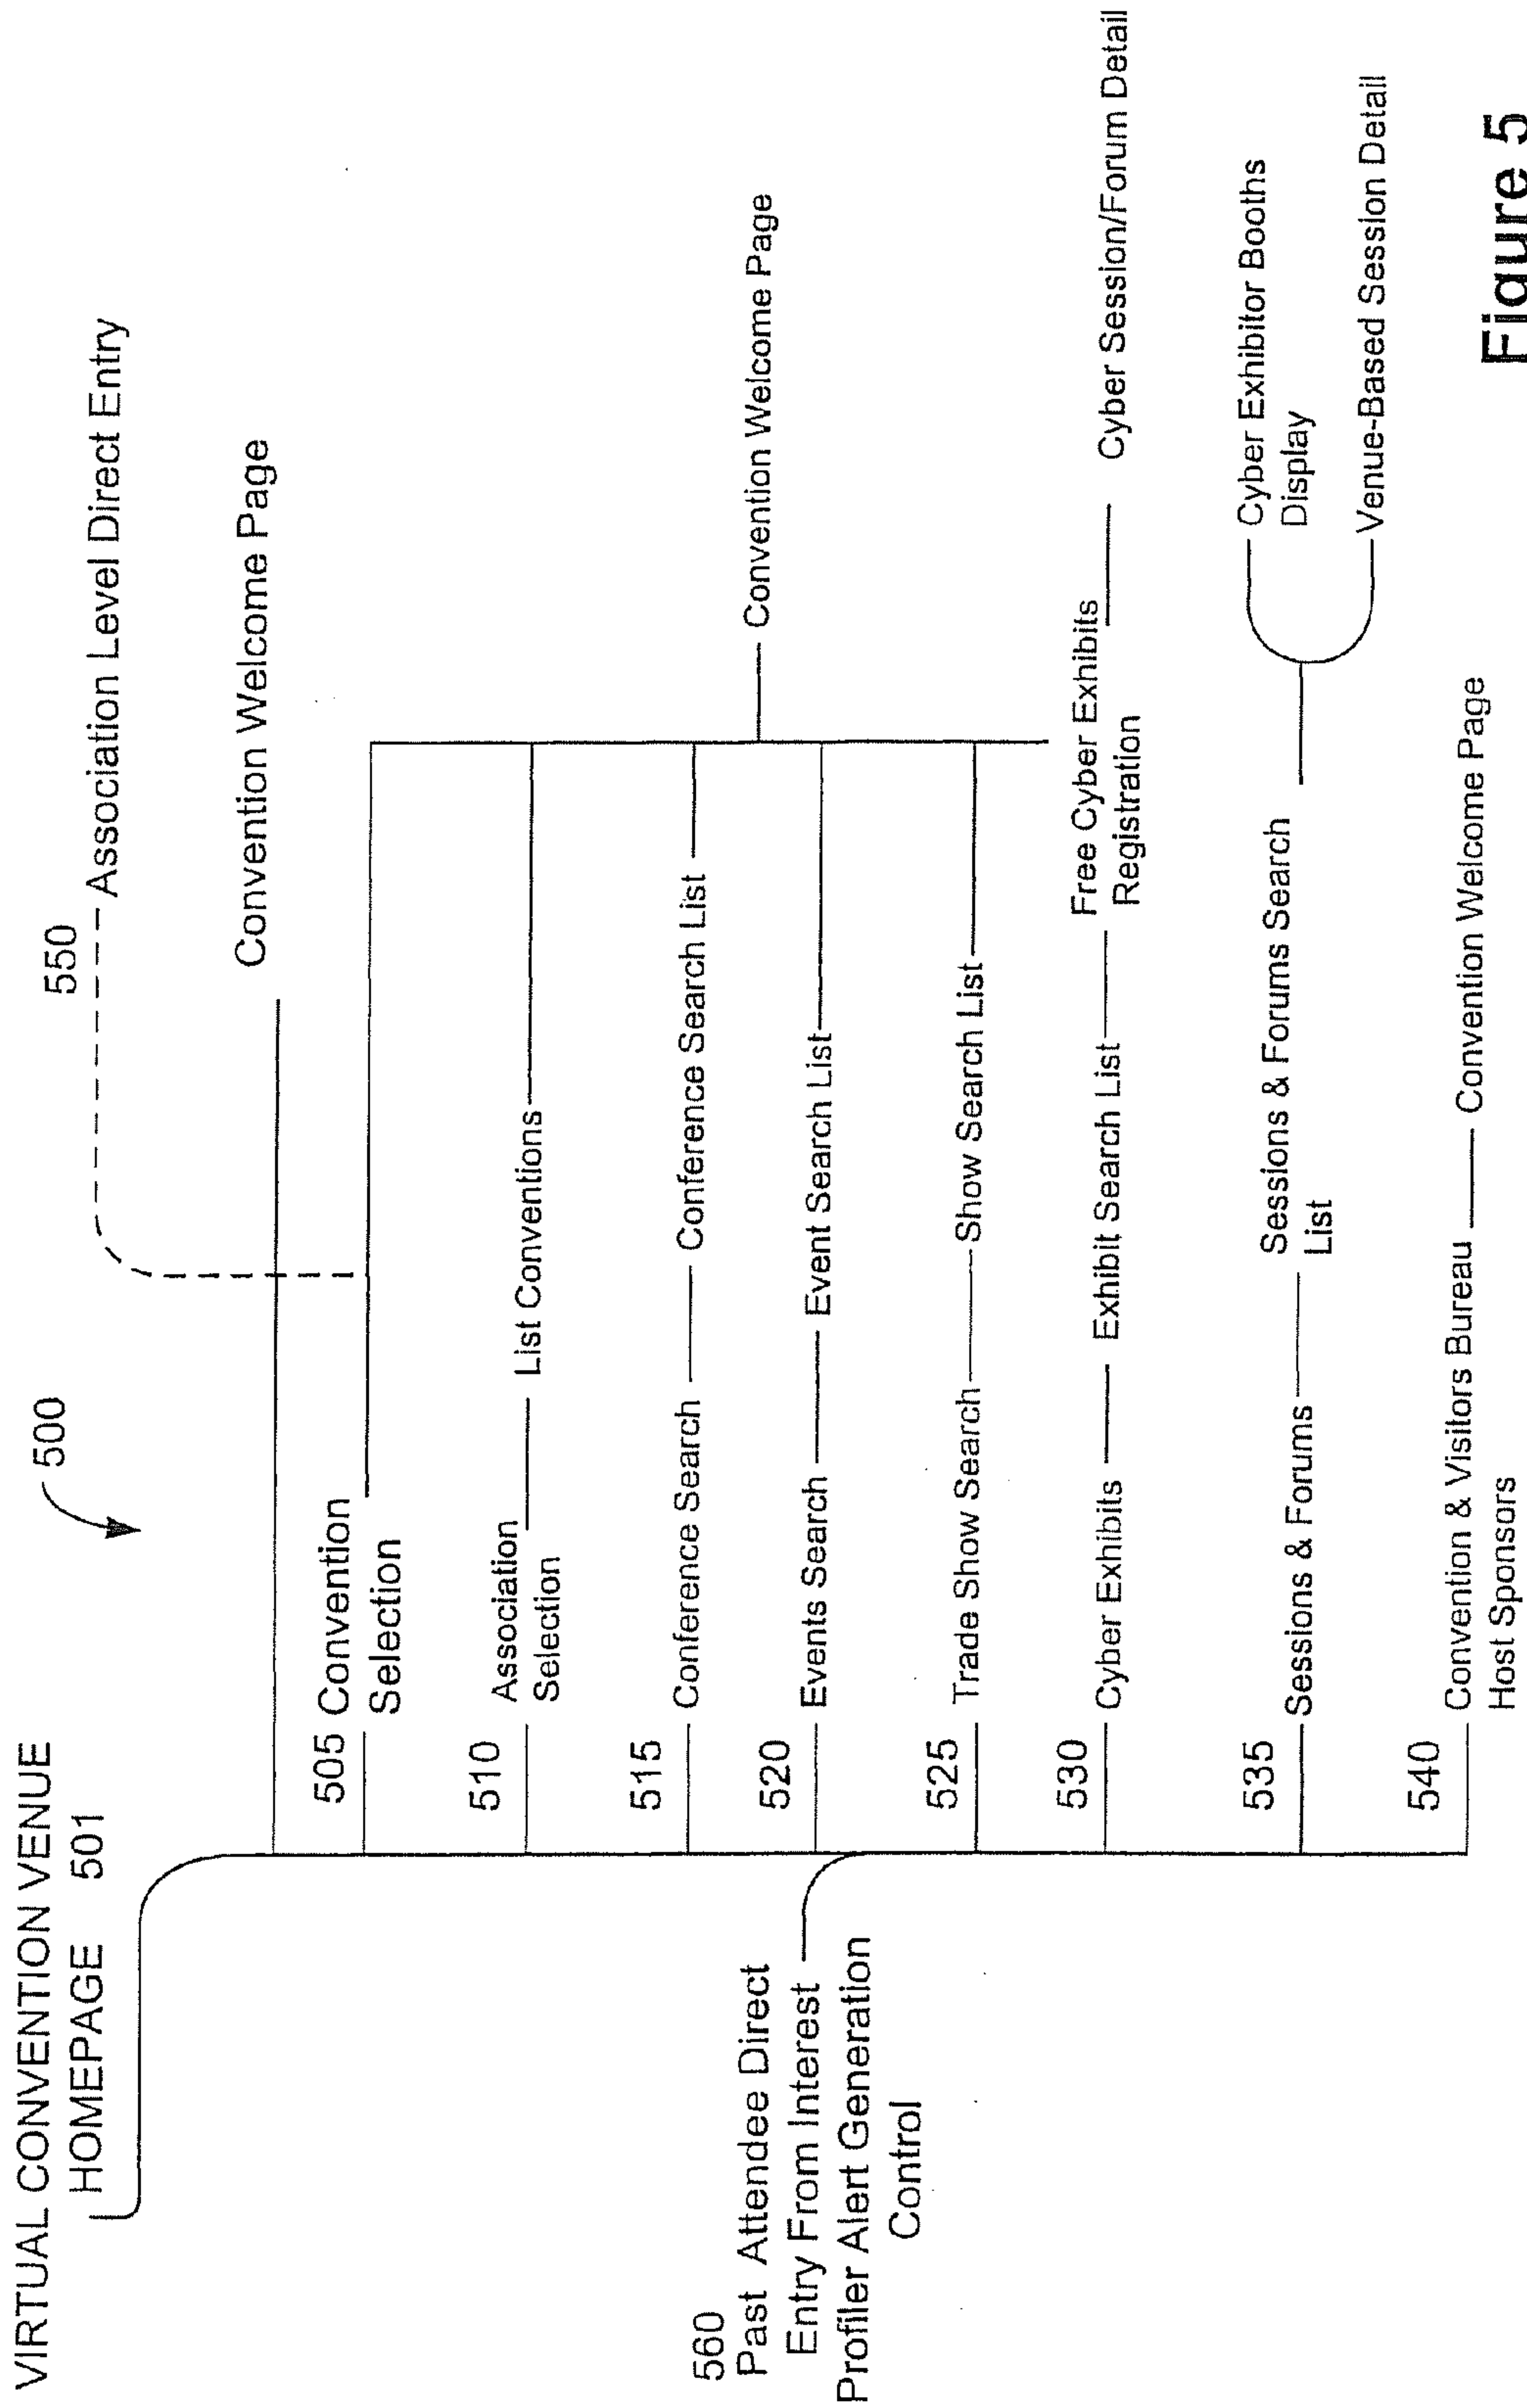 VIRTUAL CONVENTION VENUE
HOMEPAGE 501
500
550
Association Level Direct Entry
Convention Welcome Page
505 Convention
Selection
510
Association
Selection
List Conventions
515
Conference Search
Conference Search List
520
Events Search
Event Search List
525
Trade Show Search
Show Search List
Convention Welcome Page
530
Cyber Exhibits
Exhibit Search List
Free Cyber Exhibits
Registration
Cyber Session/Forum Detail
535
Sessions & Forums
Sessions & Forums Search
List
Cyber Exhibitor Booths
Display
Venue-Based Session Detail
540
Convention & Visitors Bureau
Host Sponsors
Convention Welcome Page
560
Past Attendee Direct
Entry From Interest
Profiler Alert Generation
Control
Figure 5